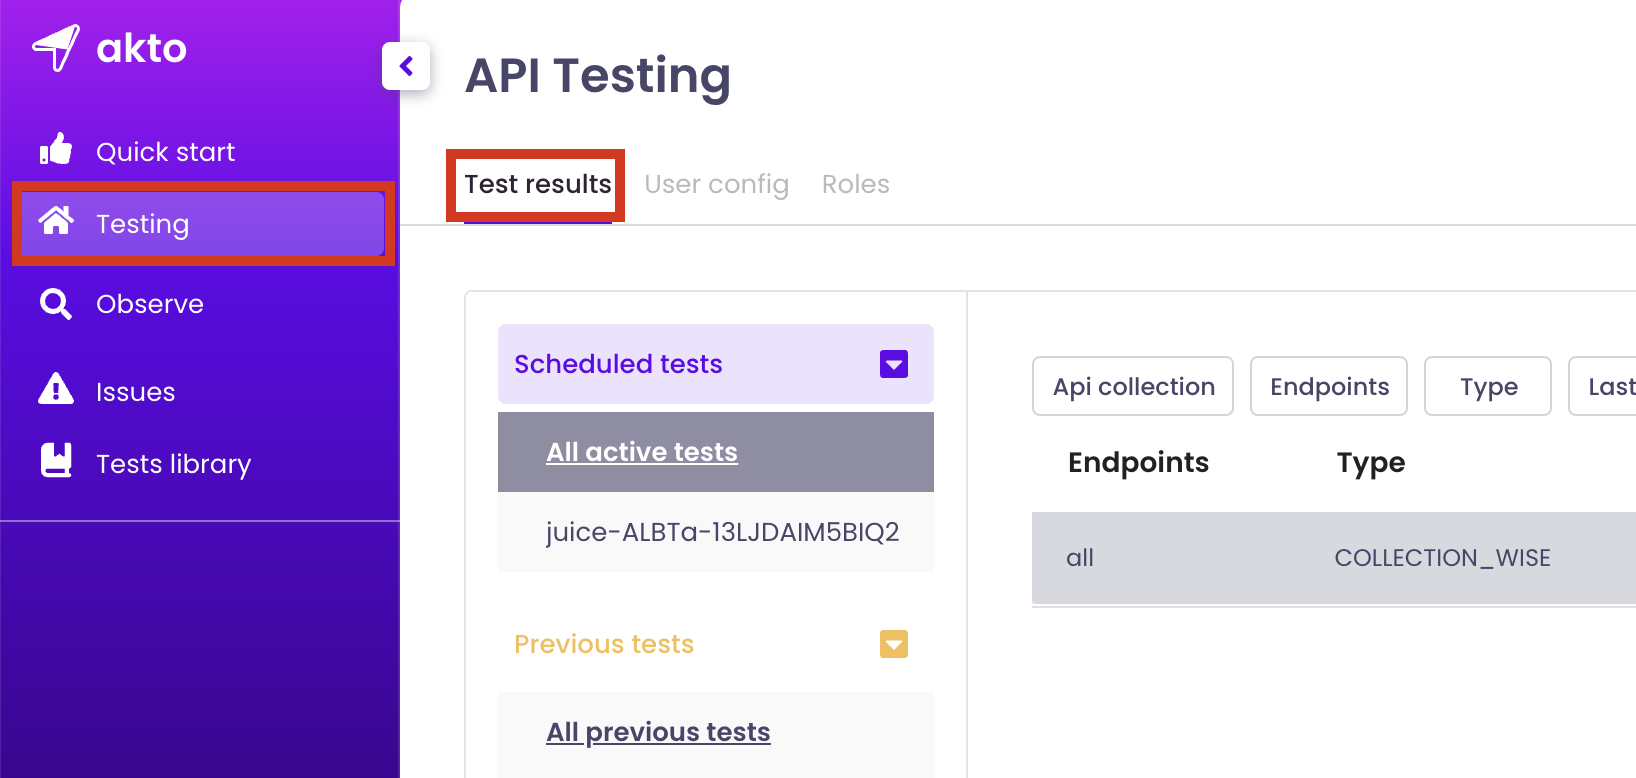 akto
Quick start
Testing
Observe
Issues
Tests library
API Testing
Test results
User config
Roles
Scheduled tests
All active tests
juice-ALBTa-13LJDAIM5BIQ2
Previous tests
All previous tests
Api collection
Endpoints
Type
Last
Endpoints
Type
all
COLLECTION_WISE